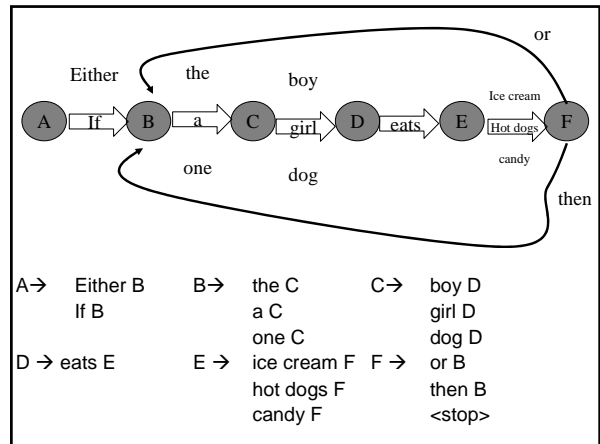 or
Either the boy
Ice cream
A If B a C girl D eats E Hot dogs F
candy
one dog
then
A→ Either B B→ the C C→ boy D
If B a C girl D
one C dog D
D → eats E E → ice cream F F → or B
hot dogs F then B
candy F <stop>